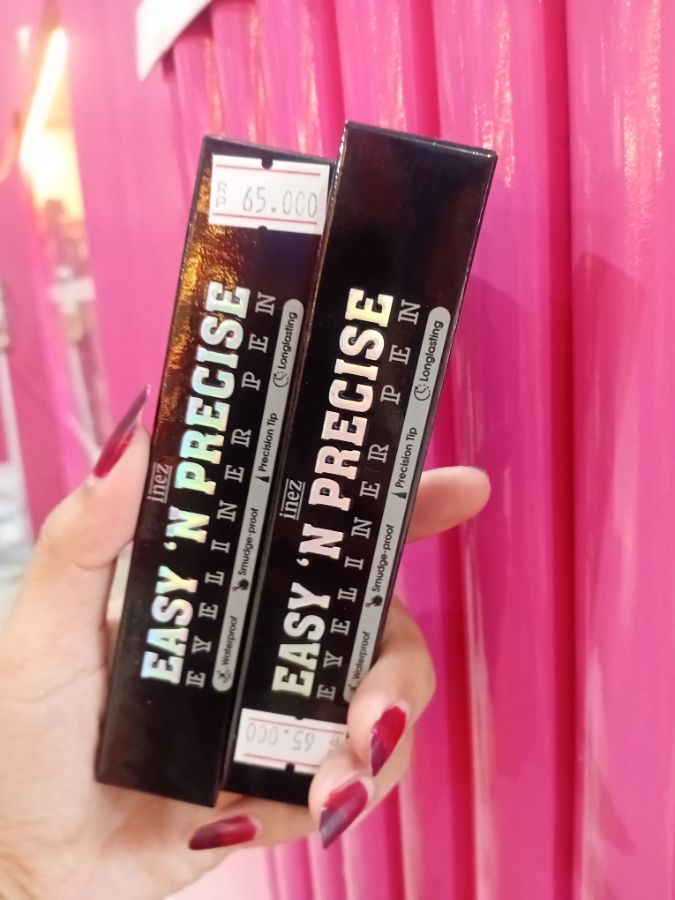 RP 65.000
inez
EASY 'N PRECISE
EYELINER PEN
Waterproof Smudge-proof Precision Tip Longlasting
inez
EASY 'N PRECISE
EYELINER PEN
Waterproof Smudge-proof Precision Tip Longlasting
RP 65.000